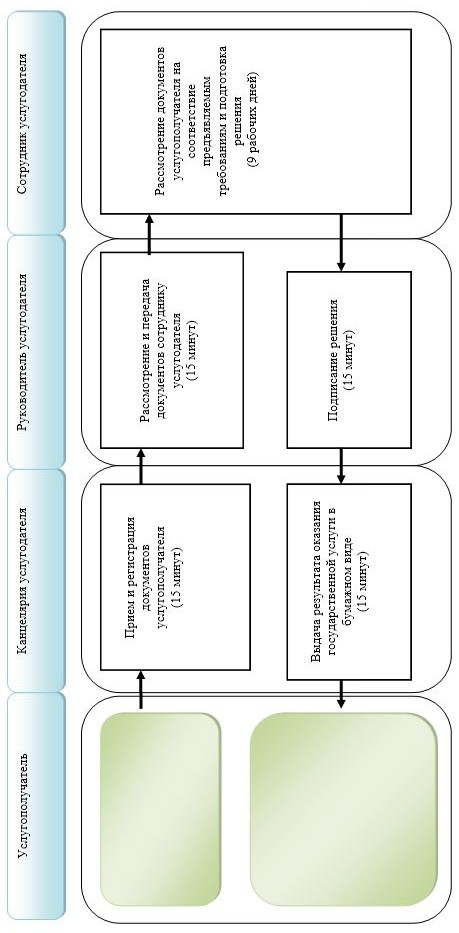 Услугополучатель
Канцелярия услугодателя
Руководитель услугодателя
Сотрудник услугодателя
Прием и регистрация
документов
услугополучателя
(15 минут)
Рассмотрение и передача
документов сотруднику
услугодателя
(15 минут)
Рассмотрение документов
услугополучателя на
соответствие
предъявляемым
требованиям и подготовка
решения
(9 рабочих дней)
Подписание решения
(15 минут)
Выдача результата оказания
государственной услуги в
бумажном виде
(15 минут)